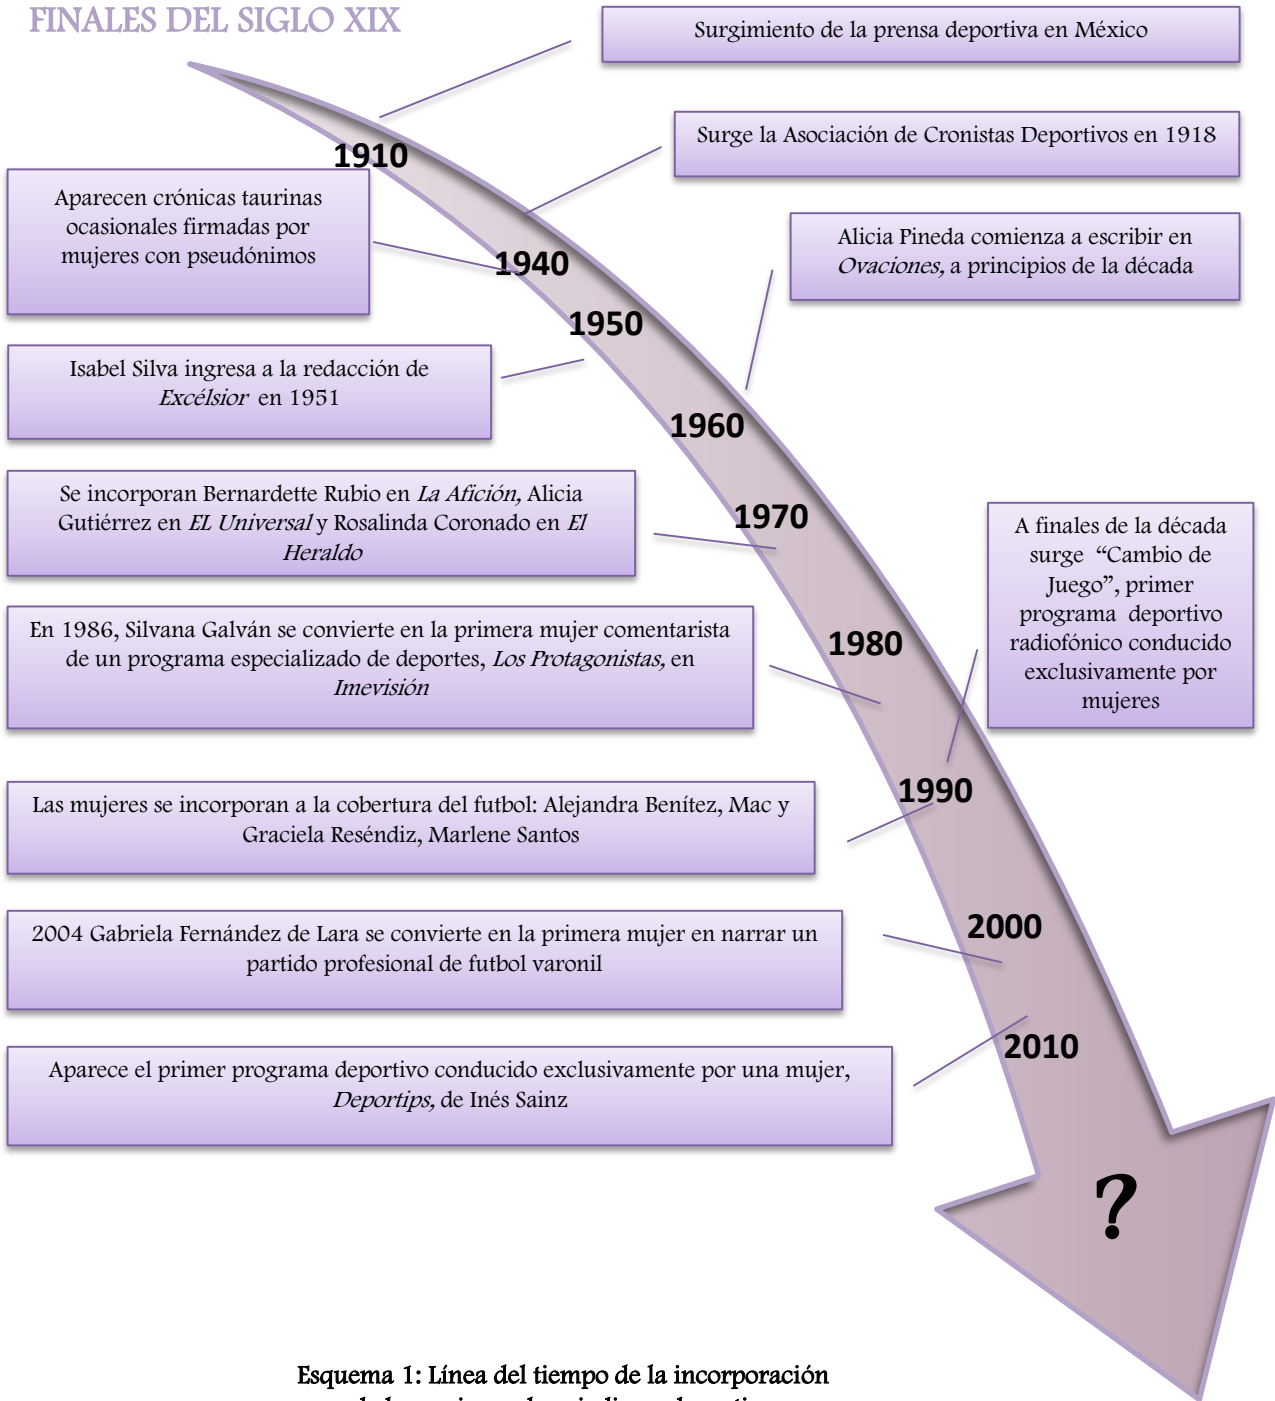 FINALES DEL SIGLO XIX
Surgimiento de la prensa deportiva en México
Surge la Asociación de Cronistas Deportivos en 1918
1910
Aparecen crónicas taurinas
ocasionales firmadas por
mujeres con pseudónimos
Alicia Pineda comienza a escribir en
Ovaciones, a principios de la década
1940
1950
Isabel Silva ingresa a la redacción de
Excélsior en 1951
1960
Se incorporan Bernardette Rubio en La Afición, Alicia
Gutiérrez en EL Universal y Rosalinda Coronado en El
Heraldo
1970
A finales de la década
surge “Cambio de
Juego”, primer
programa deportivo
radiofónico conducido
exclusivamente por
mujeres
En 1986, Silvana Galván se convierte en la primera mujer comentarista
de un programa especializado de deportes, Los Protagonistas, en
Imevisión
1980
Las mujeres se incorporan a la cobertura del futbol: Alejandra Benítez, Mac y
Graciela Reséndiz, Marlene Santos
1990
2004 Gabriela Fernández de Lara se convierte en la primera mujer en narrar un
partido profesional de futbol varonil
2000
Aparece el primer programa deportivo conducido exclusivamente por una mujer,
Deportips, de Inés Sainz
2010
?
Esquema 1: Línea del tiempo de la incorporación